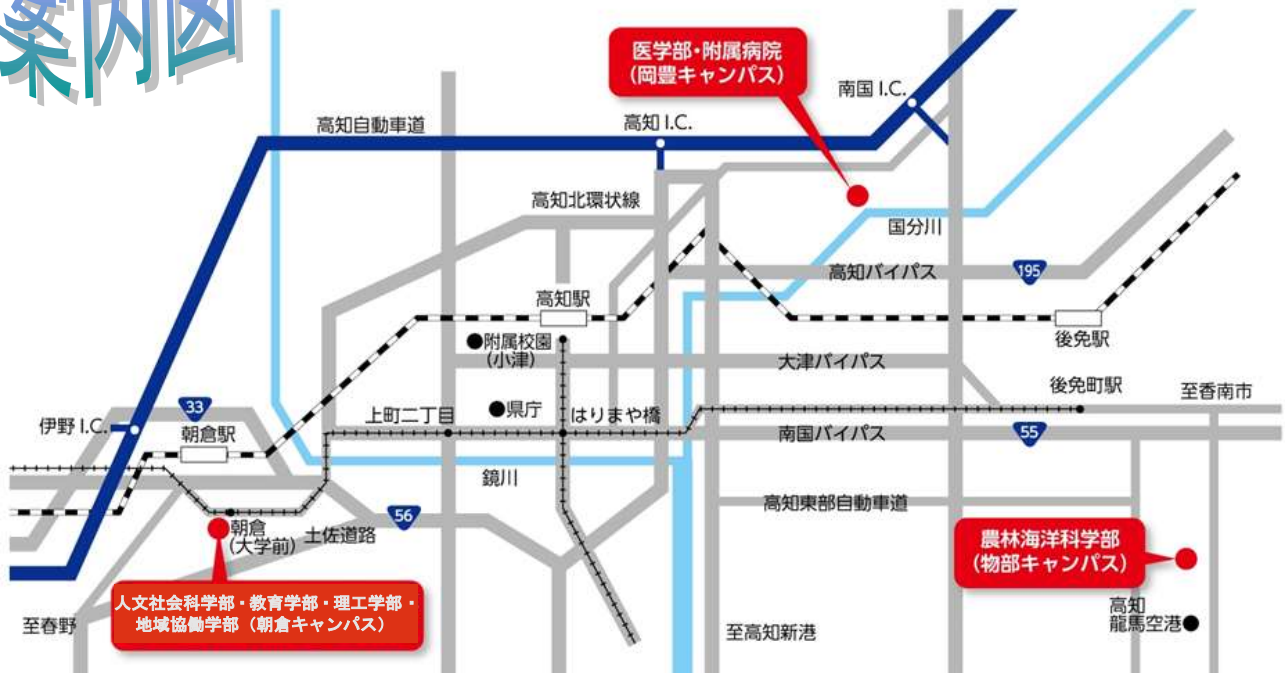 案内図
医学部・附属病院
(岡豊キャンパス)
南国 I.C.
高知自動車道
高知 I.C.
高知北環状線
国分川
高知バイパス
195
高知駅
後免駅
附属校園
(小津)
大津バイパス
後免町駅
至香南市
33
県庁
上町二丁目
はりまや橋
伊野 I.C.
朝倉駅
南国バイパス
55
鏡川
高知東部自動車道
56
朝倉
(大学前)
土佐道路
農林海洋科学部
(物部キャンパス)
人文社会科学部・教育学部・理工学部・
地域協働学部(朝倉キャンパス)
至春野
至高知新港
高知
龍馬空港